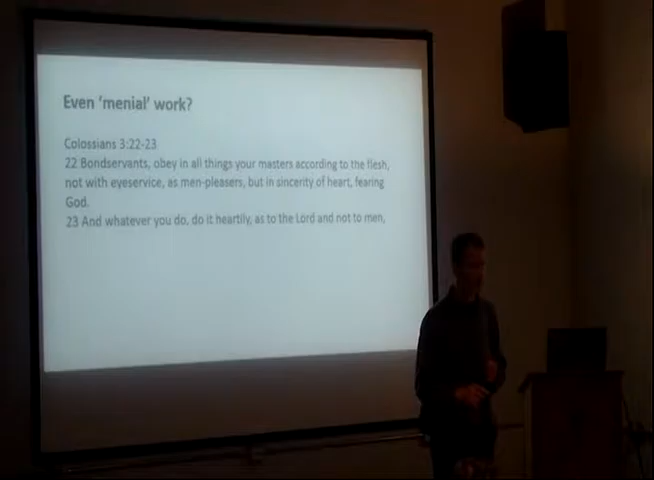 Even 'menial' work?
Colossians 3:22-23
22 Bondservants, obey in all things your masters according to the flesh,
not with eyeservice, as men-pleasers, but in sincerity of heart, fearing
God.
23 And whatever you do, do it heartily, as to the Lord and not to men,